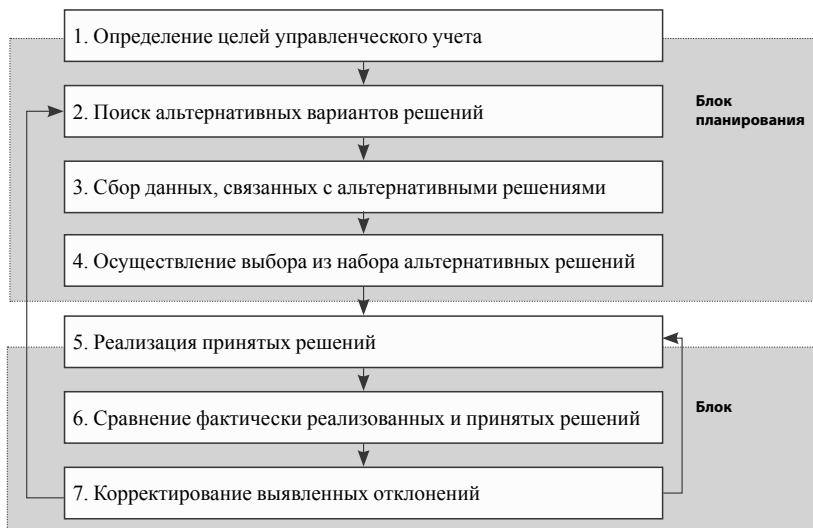 1. Определение целей управленческого учета
2. Поиск альтернативных вариантов решений
Блок
планирования
3. Сбор данных, связанных с альтернативными решениями
4. Осуществление выбора из набора альтернативных решений
5. Реализация принятых решений
6. Сравнение фактически реализованных и принятых решений
Блок
7. Корректирование выявленных отклонений